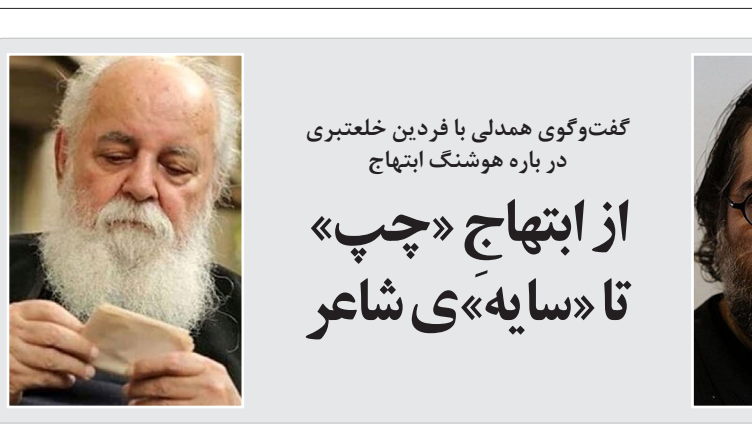 گفت‌وگوی همدلی با فردین خلعتبری
در باره هوشنگ ابتهاج
از ابتهاجِ «چپ»
تا «سایه»ی شاعر